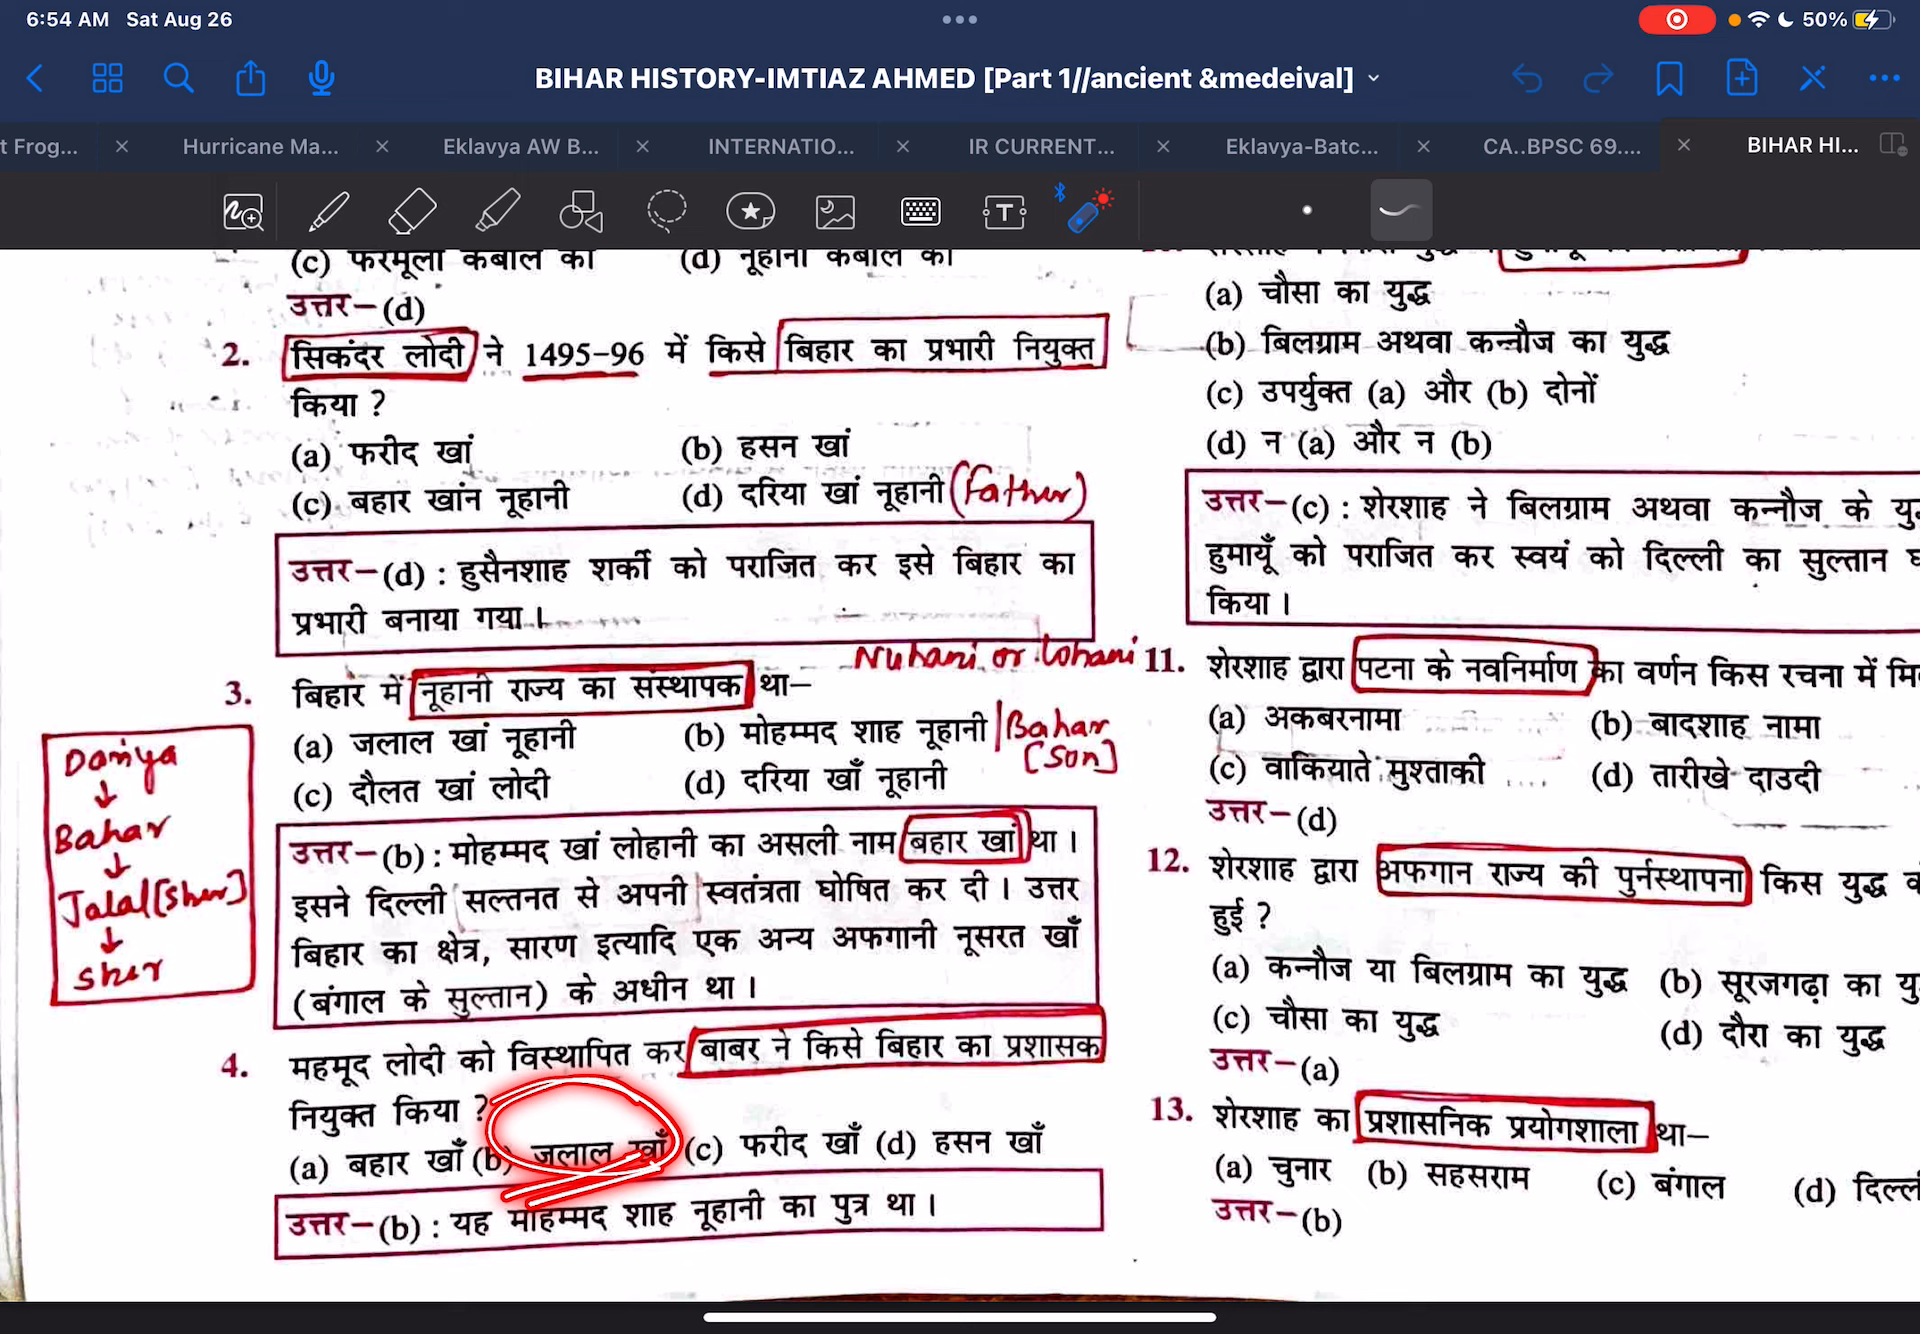 6:54 AM Sat Aug 26
50%
BIHAR HISTORY-IMTIAZ AHMED [Part 1//ancient &medeival]
t Frog...
Hurricane Ma...
Eklavya AW B...
INTERNATIO...
IR CURRENT...
Eklavya-Batc...
CA..BPSC 69....
BIHAR HI...
(c) फरमूली कबीले का (d) नूहानी कबीले का
उत्तर–(d)
2. सिकंदर लोदी ने 1495–96 में किसे बिहार का प्रभारी नियुक्त
किया ?
(a) फरीद खां (b) हसन खां
(c) बहार खांन नूहानी (d) दरिया खां नूहानी (father)
उत्तर–(d) : हुसैनशाह शर्की को पराजित कर इसे बिहार का
प्रभारी बनाया गया ।
Nuhani or Lohani
3. बिहार में नूहानी राज्य का संस्थापक था–
(a) जलाल खां नूहानी (b) मोहम्मद शाह नूहानी | Bahar
[Son]
(c) दौलत खां लोदी (d) दरिया खाँ नूहानी
उत्तर–(b) : मोहम्मद खां लोहानी का असली नाम बहार खां था ।
इसने दिल्ली सल्तनत से अपनी स्वतंत्रता घोषित कर दी । उत्तर
बिहार का क्षेत्र, सारण इत्यादि एक अन्य अफगानी नूसरत खाँ
(बंगाल के सुल्तान) के अधीन था ।
Dariya
↓
Bahar
↓
Jalal[Sher]
↓
Sher
4. महमूद लोदी को विस्थापित कर बाबर ने किसे बिहार का प्रशासक
नियुक्त किया ?
(a) बहार खाँ (b) जलाल खाँ (c) फरीद खाँ (d) हसन खाँ
उत्तर–(b) : यह मोहम्मद शाह नूहानी का पुत्र था ।
(a) चौसा का युद्ध
(b) बिलग्राम अथवा कन्नौज का युद्ध
(c) उपर्युक्त (a) और (b) दोनों
(d) न (a) और न (b)
उत्तर–(c) : शेरशाह ने बिलग्राम अथवा कन्नौज के
हुमायूँ को पराजित कर स्वयं को दिल्ली का सुल्तान
किया ।
11. शेरशाह द्वारा पटना के नवनिर्माण का वर्णन किस रचना में
(a) अकबरनामा (b) बादशाह नामा
(c) वाकियाते मुश्ताकी (d) तारीखे दाउदी
उत्तर–(d)
12. शेरशाह द्वारा अफगान राज्य की पुर्नस्थापना किस युद्ध
हुई ?
(a) कन्नौज या बिलग्राम का युद्ध (b) सूरजगढ़ा का
(c) चौसा का युद्ध (d) दौरा का युद्ध
उत्तर–(a)
13. शेरशाह का प्रशासनिक प्रयोगशाला था–
(a) चुनार (b) सहसराम (c) बंगाल (d)
उत्तर–(b)